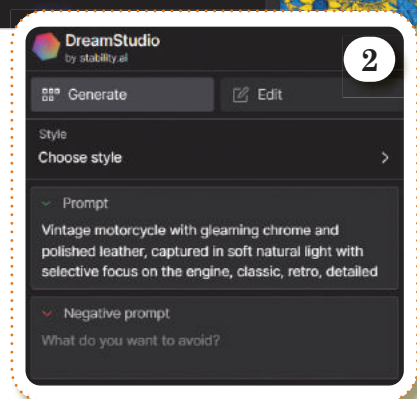 DreamStudio
by stability.ai
2
Generate
Edit
Style
Choose style
Prompt
Vintage motorcycle with gleaming chrome and
polished leather, captured in soft natural light with
selective focus on the engine, classic, retro, detailed
Negative prompt
What do you want to avoid?